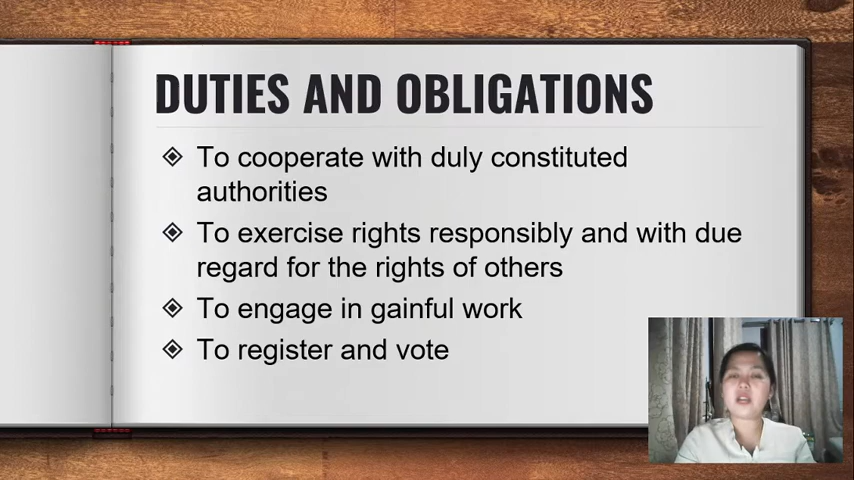 DUTIES AND OBLIGATIONS
To cooperate with duly constituted
authorities
To exercise rights responsibly and with due
regard for the rights of others
To engage in gainful work
To register and vote